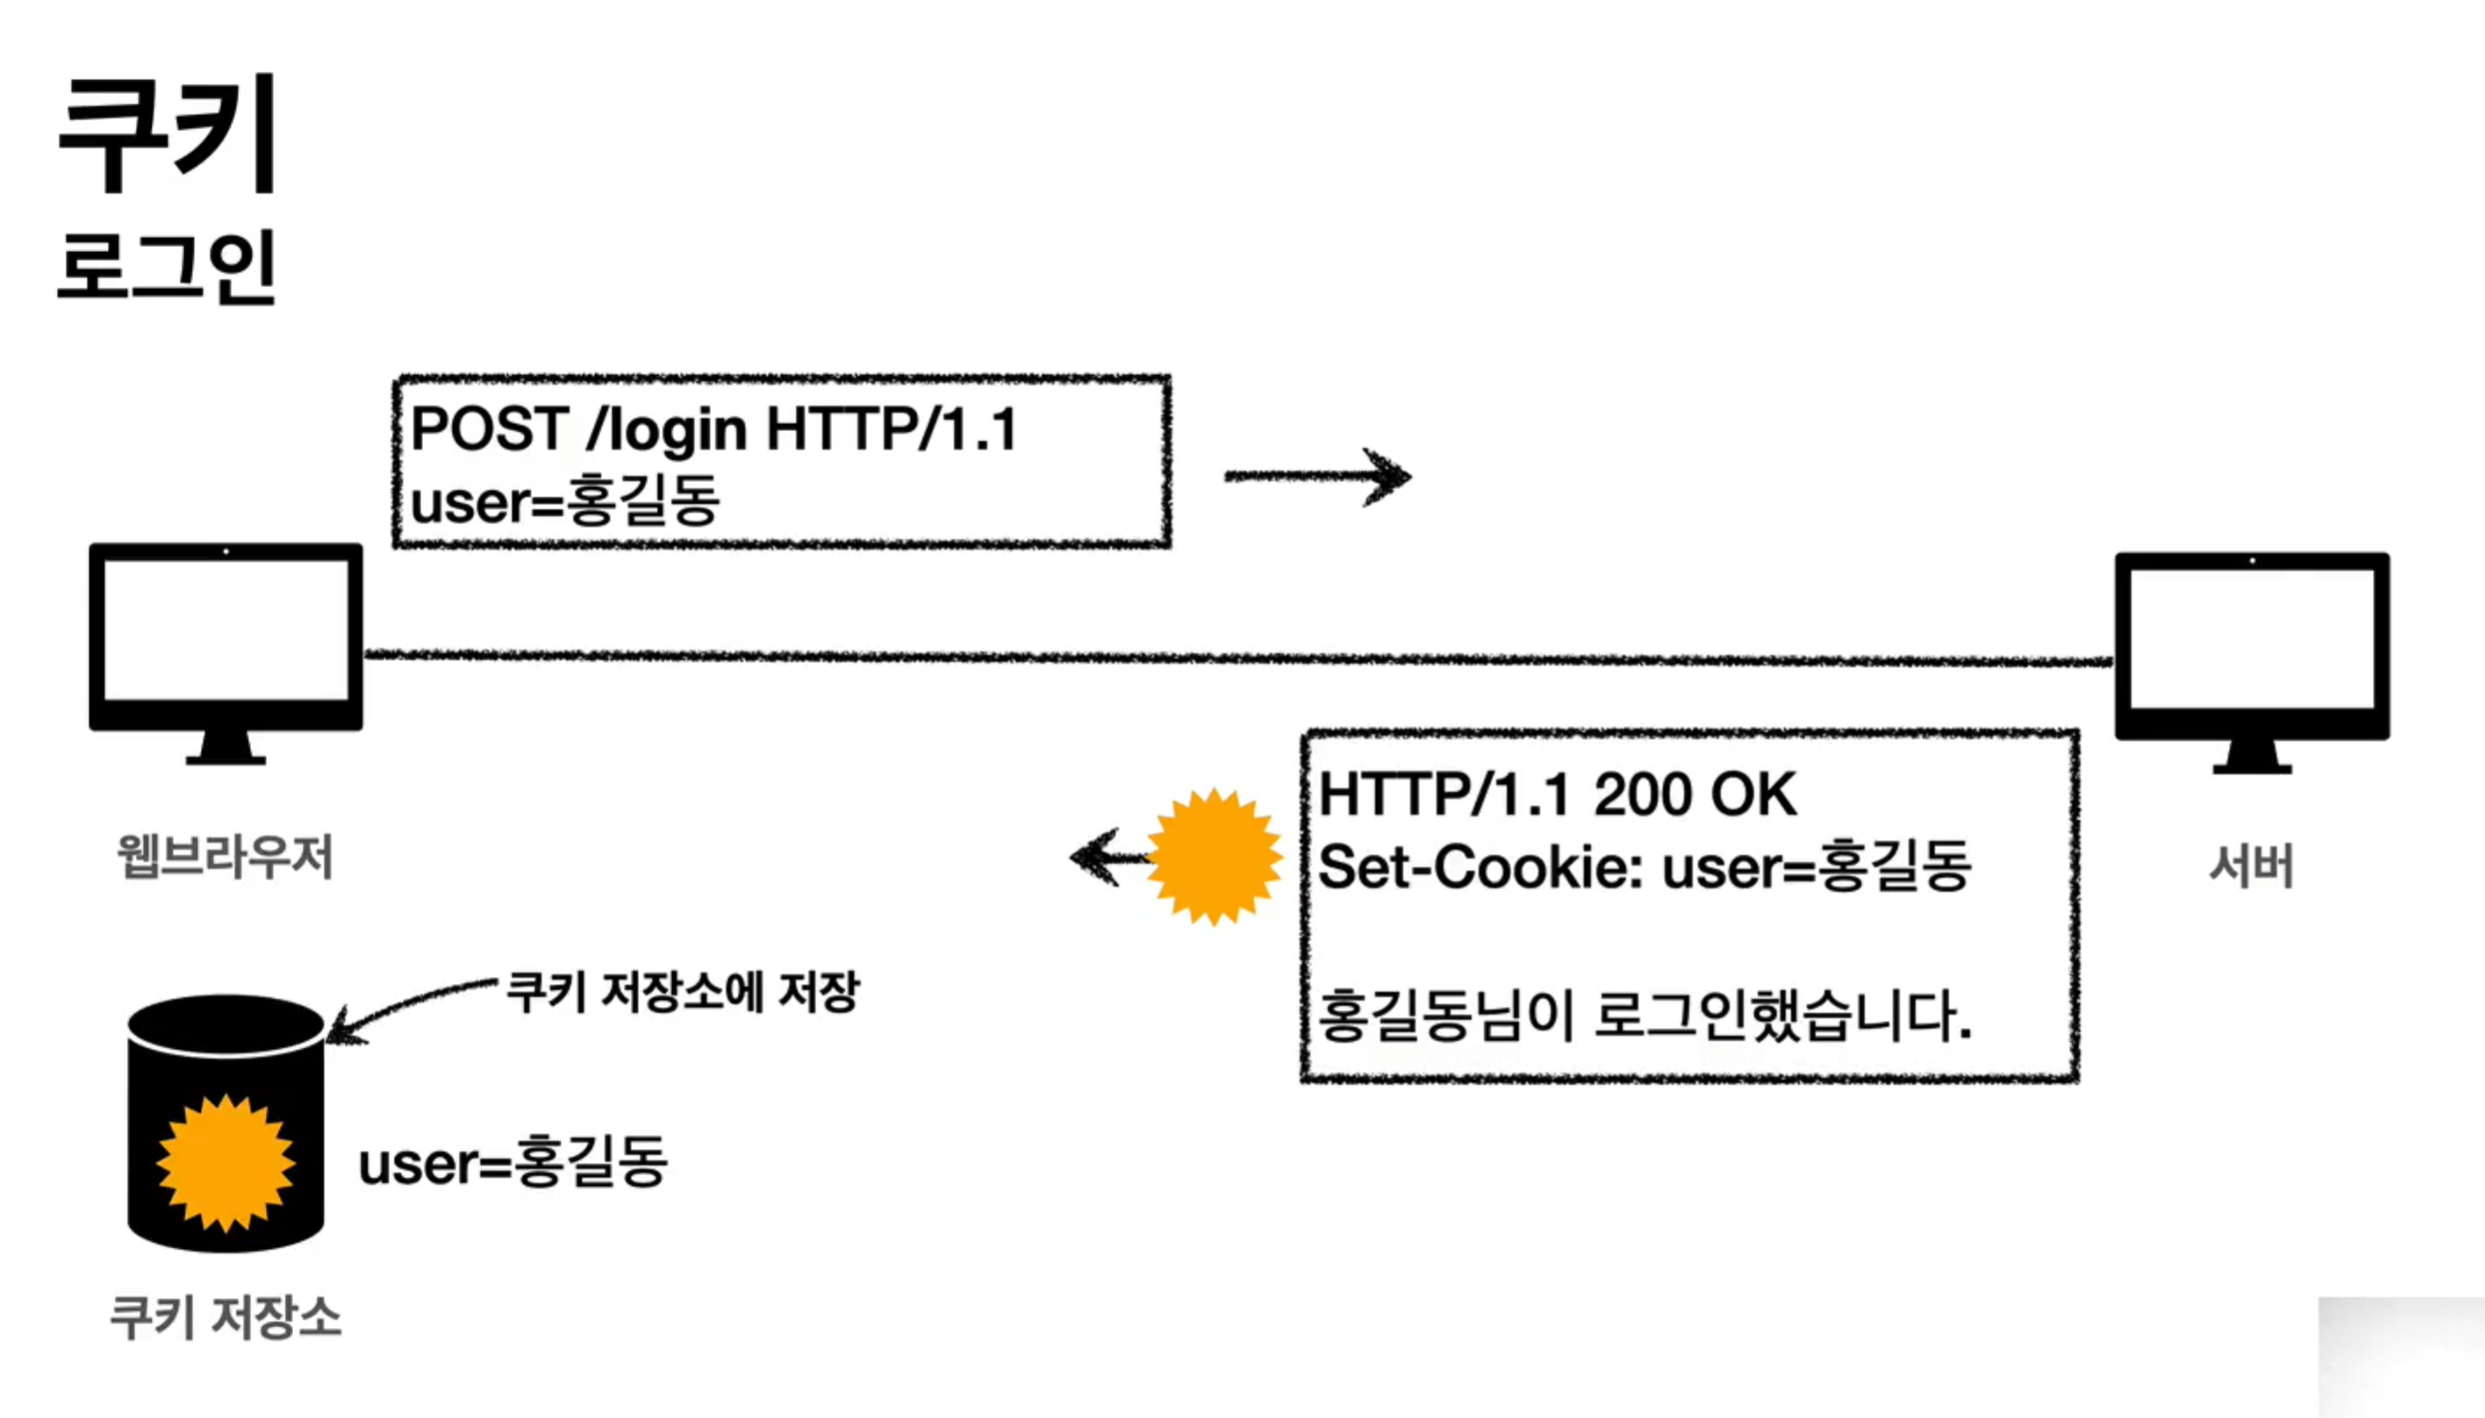 쿠키
로그인
POST /login HTTP/1.1
user=홍길동
웹브라우저
서버
HTTP/1.1 200 OK
Set-Cookie: user=홍길동
홍길동님이 로그인했습니다.
쿠키 저장소에 저장
user=홍길동
쿠키 저장소